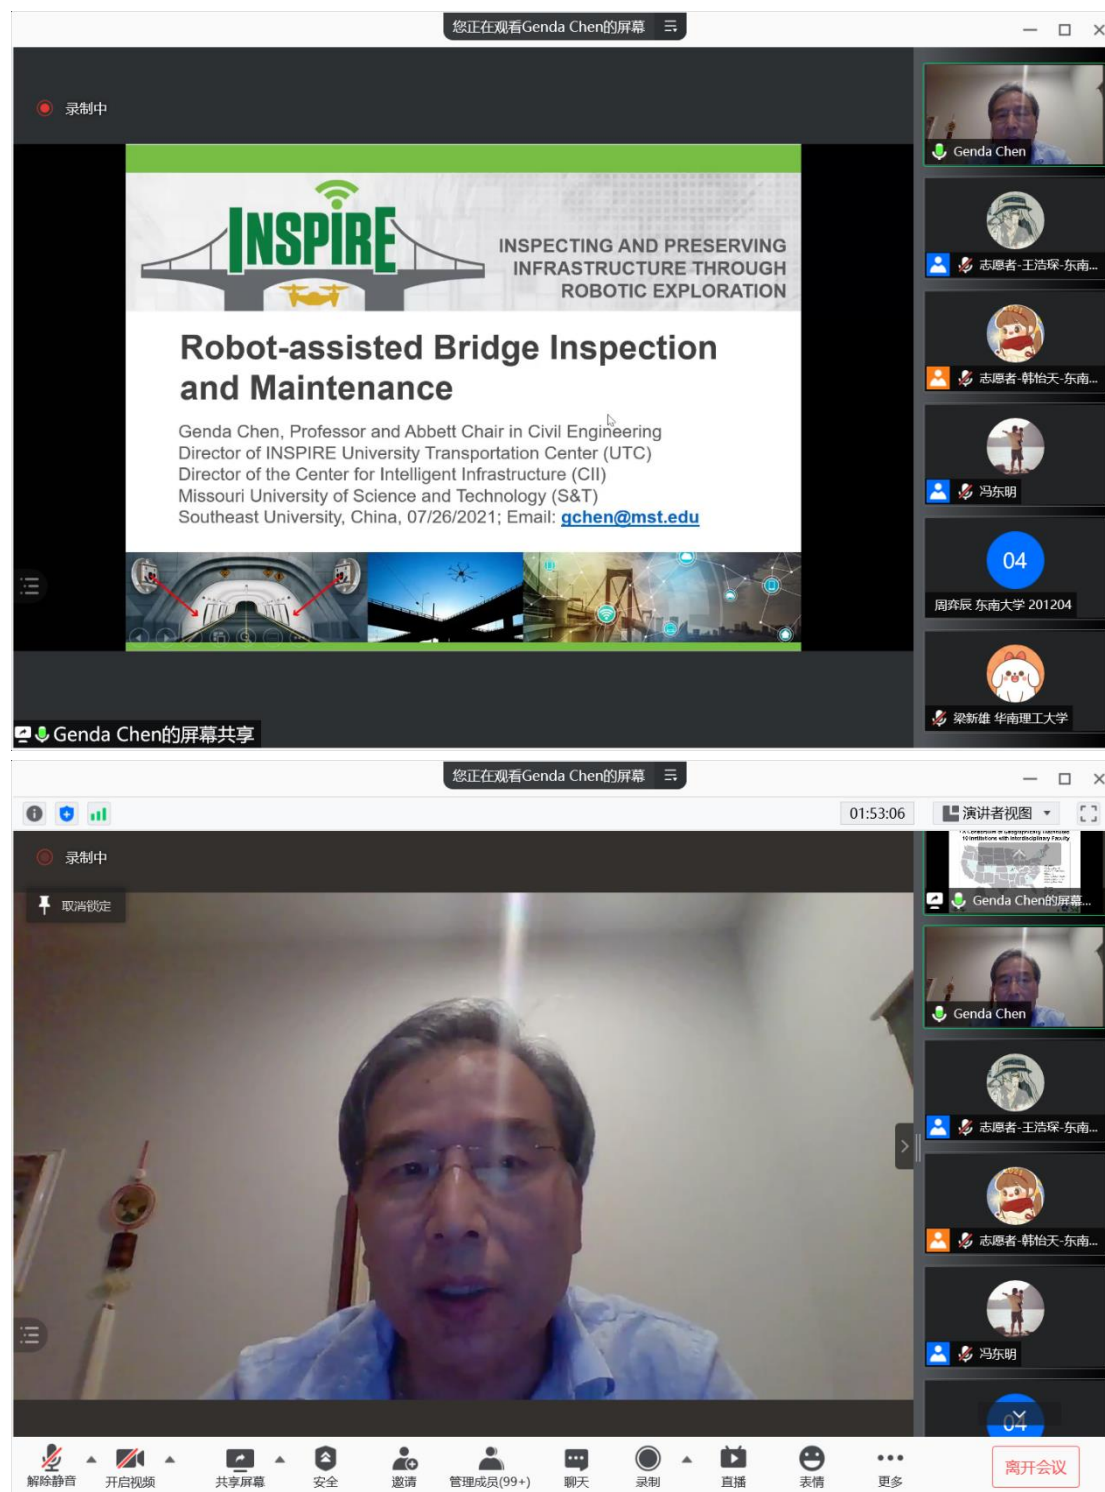 您正在观看Genda Chen的屏幕
录制中
INSPIRE
INSPECTING AND PRESERVING
INFRASTRUCTURE THROUGH
ROBOTIC EXPLORATION
Robot-assisted Bridge Inspection
and Maintenance
Genda Chen, Professor and Abbett Chair in Civil Engineering
Director of INSPIRE University Transportation Center (UTC)
Director of the Center for Intelligent Infrastructure (CII)
Missouri University of Science and Technology (S&T)
Southeast University, China, 07/26/2021; Email: gchen@mst.edu
Genda Chen的屏幕共享
Genda Chen
志愿者-王浩琛-东南...
志愿者-韩怡天-东南...
冯东明
04
周弈辰 东南大学 201204
梁新雄 华南理工大学
您正在观看Genda Chen的屏幕
01:53:06
演讲者视图
录制中
取消锁定
10 Institutions with Interdisciplinary Faculty
Genda Chen的屏幕...
Genda Chen
志愿者-王浩琛-东南...
志愿者-韩怡天-东南...
冯东明
04
解除静音
开启视频
共享屏幕
安全
邀请
管理成员(99+)
聊天
录制
直播
表情
更多
离开会议